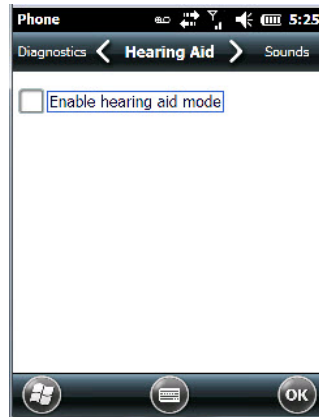 Phone 5:25
Diagnostics Hearing Aid Sounds
Enable hearing aid mode
OK